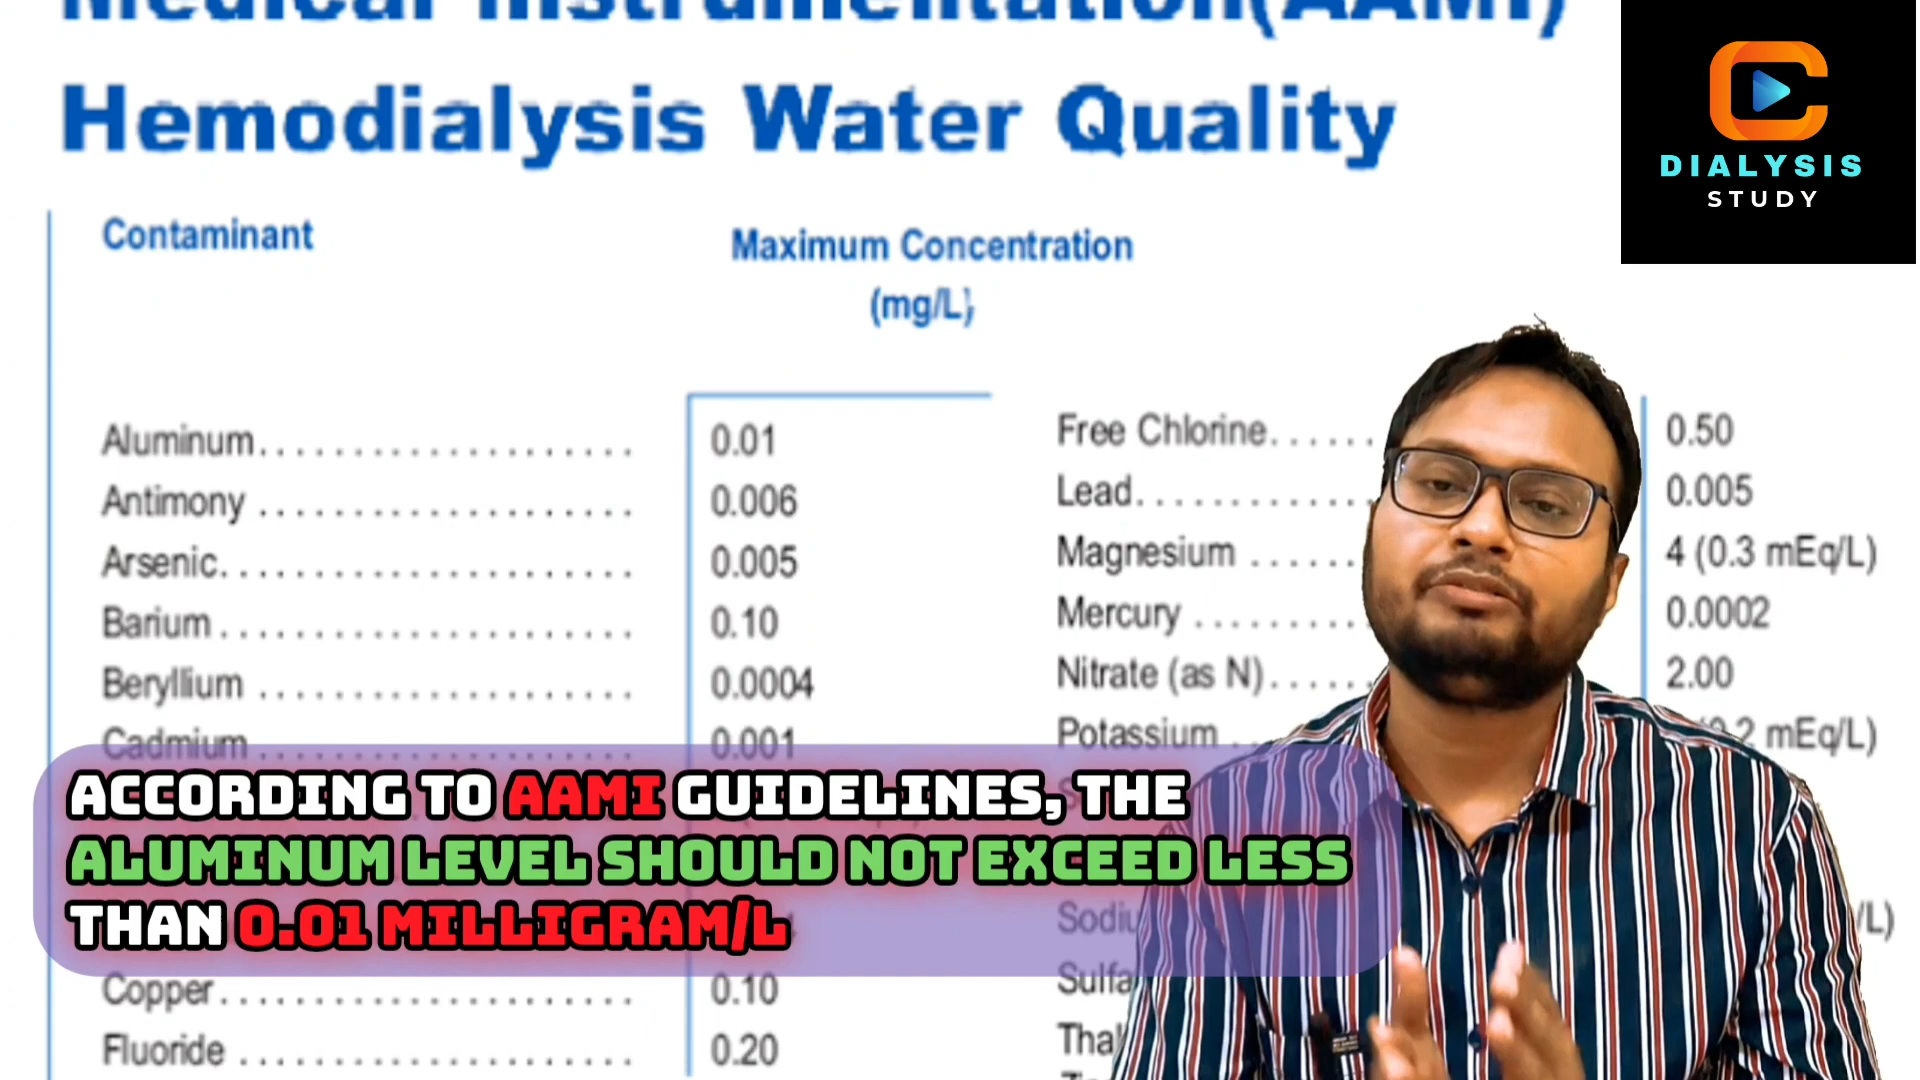 Medical Instrumentation(AAMI)
Hemodialysis Water Quality
DIALYSIS
STUDY
Contaminant
Maximum Concentration
(mg/L)
Aluminum.................... 0.01
Antimony .................... 0.006
Arsenic...................... 0.005
Barium ...................... 0.10
Beryllium .................... 0.0004
Cadmium .................... 0.001
Copper...................... 0.10
Fluoride ..................... 0.20
Free Chlorine...... 0.50
Lead............. 0.005
Magnesium ...... 4 (0.3 mEq/L)
Mercury ......... 0.0002
Nitrate (as N)...... 2.00
Potassium .. mEq/L)
ACCORDING TO AAMI GUIDELINES, THE
ALUMINUM LEVEL SHOULD NOT EXCEED LESS
THAN 0.01 MILLIGRAM/L